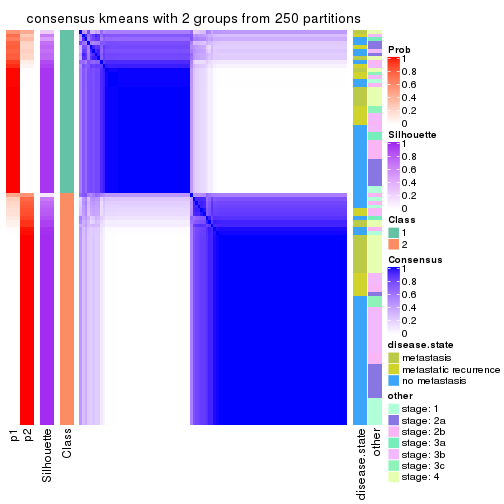 consensus kmeans with 2 groups from 250 partitions
Prob
1
0.8
0.6
0.4
0.2
0
Silhouette
1
0.8
0.6
0.4
0.2
0
Class
1
2
Consensus
1
0.8
0.6
0.4
0.2
0
disease.state
metastasis
metastatic recurrence
no metastasis
other
stage: 1
stage: 2a
stage: 2b
stage: 3a
stage: 3b
stage: 3c
stage: 4
p1
p2
Silhouette
Class
disease.state
other